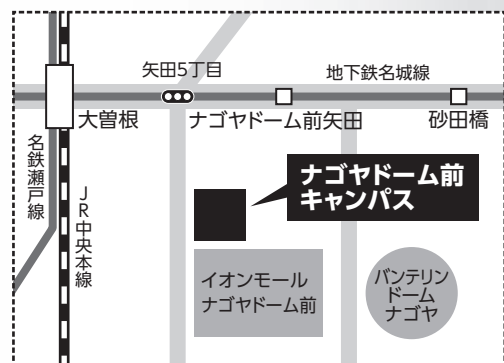 矢田5丁目
地下鉄名城線
大曽根
ナゴヤドーム前矢田
砂田橋
名鉄瀬戸線
JR中央本線
ナゴヤドーム前
キャンパス
イオンモール
ナゴヤドーム前
バンテリン
ドーム
ナゴヤ